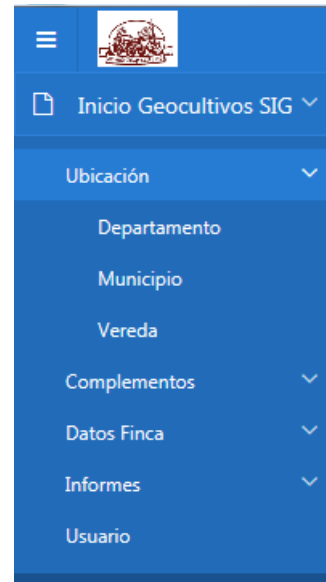 Inicio Geocultivos SIG
Ubicación
Departamento
Municipio
Vereda
Complementos
Datos Finca
Informes
Usuario